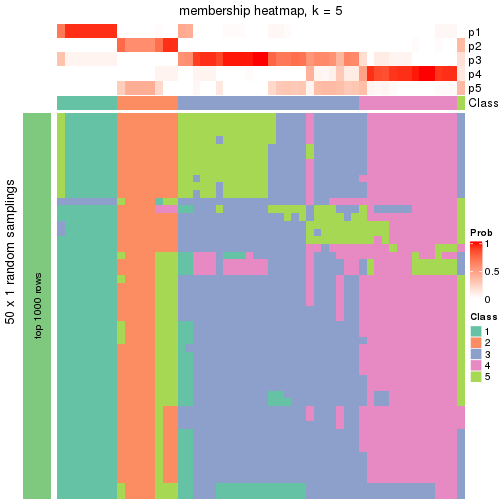 membership heatmap, k = 5
p1
p2
p3
p4
p5
Class
50 x 1 random samplings
top 1000 rows
Prob
1
0.5
0
Class
1
2
3
4
5